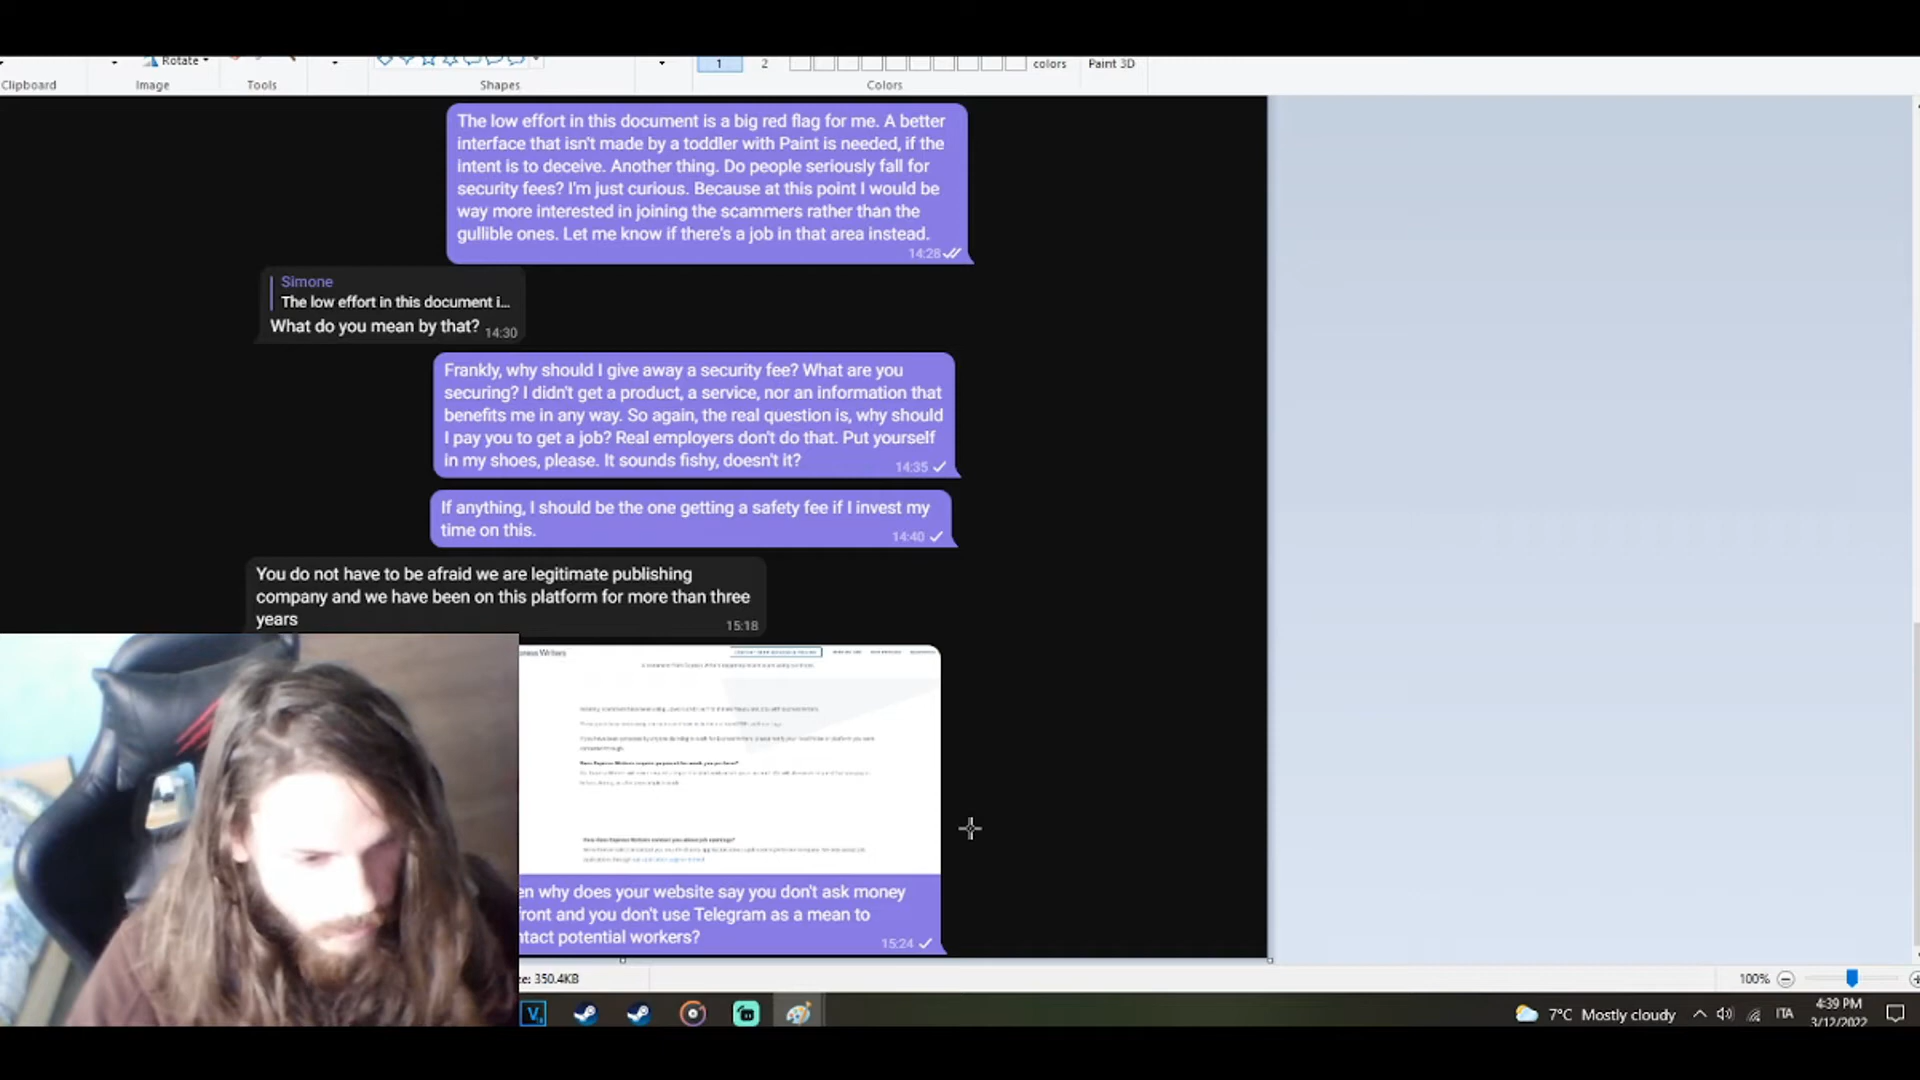 Rotate
colors
Paint 3D
1
2
Clipboard
Image
Tools
Shapes
Colors
The low effort in this document is a big red flag for me. A better
interface that isn't made by a toddler with Paint is needed, if the
intent is to deceive. Another thing. Do people seriously fall for
security fees? I'm just curious. Because at this point I would be
way more interested in joining the scammers rather than the
gullible ones. Let me know if there's a job in that area instead.
14:28
Simone
The low effort in this document i...
What do you mean by that? 14:30
Frankly, why should I give away a security fee? What are you
securing? I didn't get a product, a service, nor an information that
benefits me in any way. So again, the real question is, why should
I pay you to get a job? Real employers don't do that. Put yourself
in my shoes, please. It sounds fishy, doesn't it?
14:35
If anything, I should be the one getting a safety fee if I invest my
time on this.
14:40
You do not have to be afraid we are legitimate publishing
company and we have been on this platform for more than three
years
15:18
Writers
en why does your website say you don't ask money
front and you don't use Telegram as a mean to
ntact potential workers?
15:24
ze: 350.4KB
100%
7°C Mostly cloudy
ITA
4:39 PM
3/12/2022